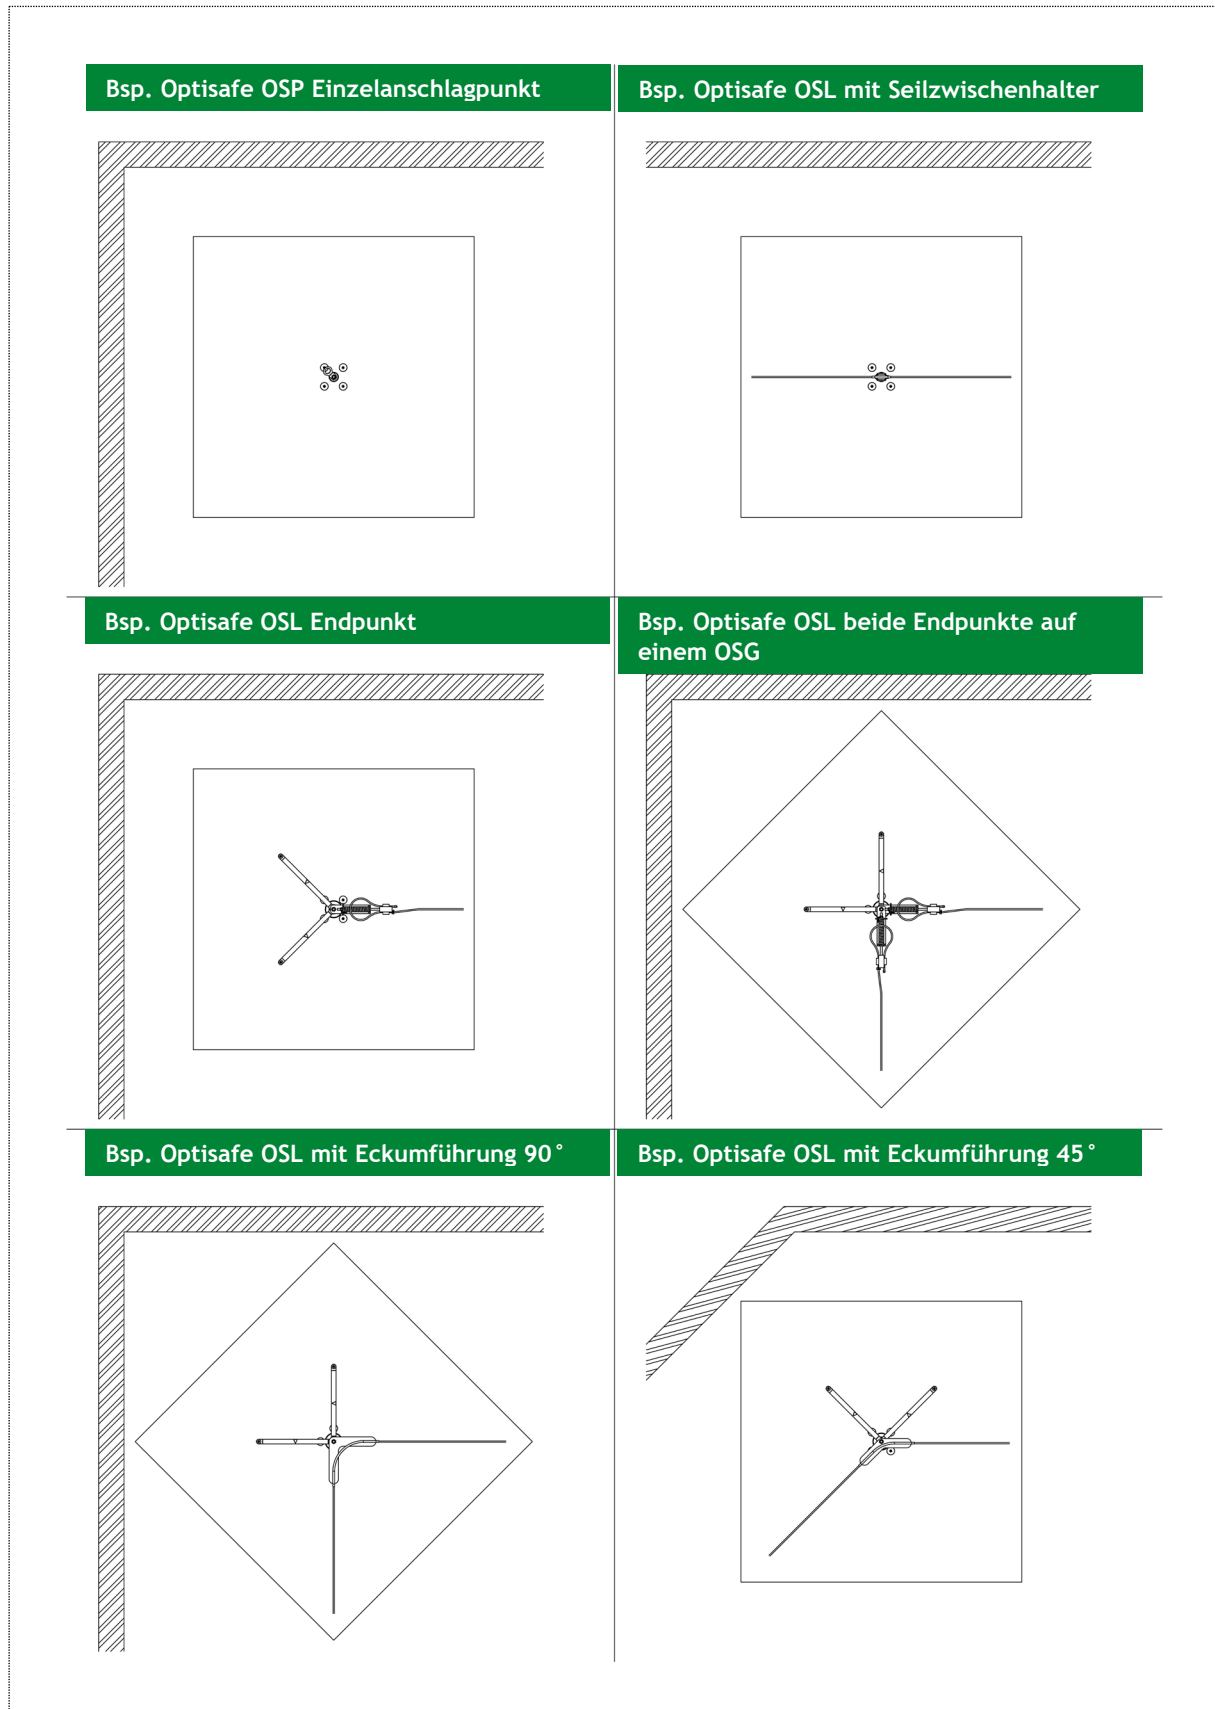 Bsp. Optisafe OSP Einzelanschlagpunkt
Bsp. Optisafe OSL mit Seilzwischenhalter
Bsp. Optisafe OSL Endpunkt
Bsp. Optisafe OSL beide Endpunkte auf
einem OSG
Bsp. Optisafe OSL mit Eckumführung 90°
Bsp. Optisafe OSL mit Eckumführung 45°